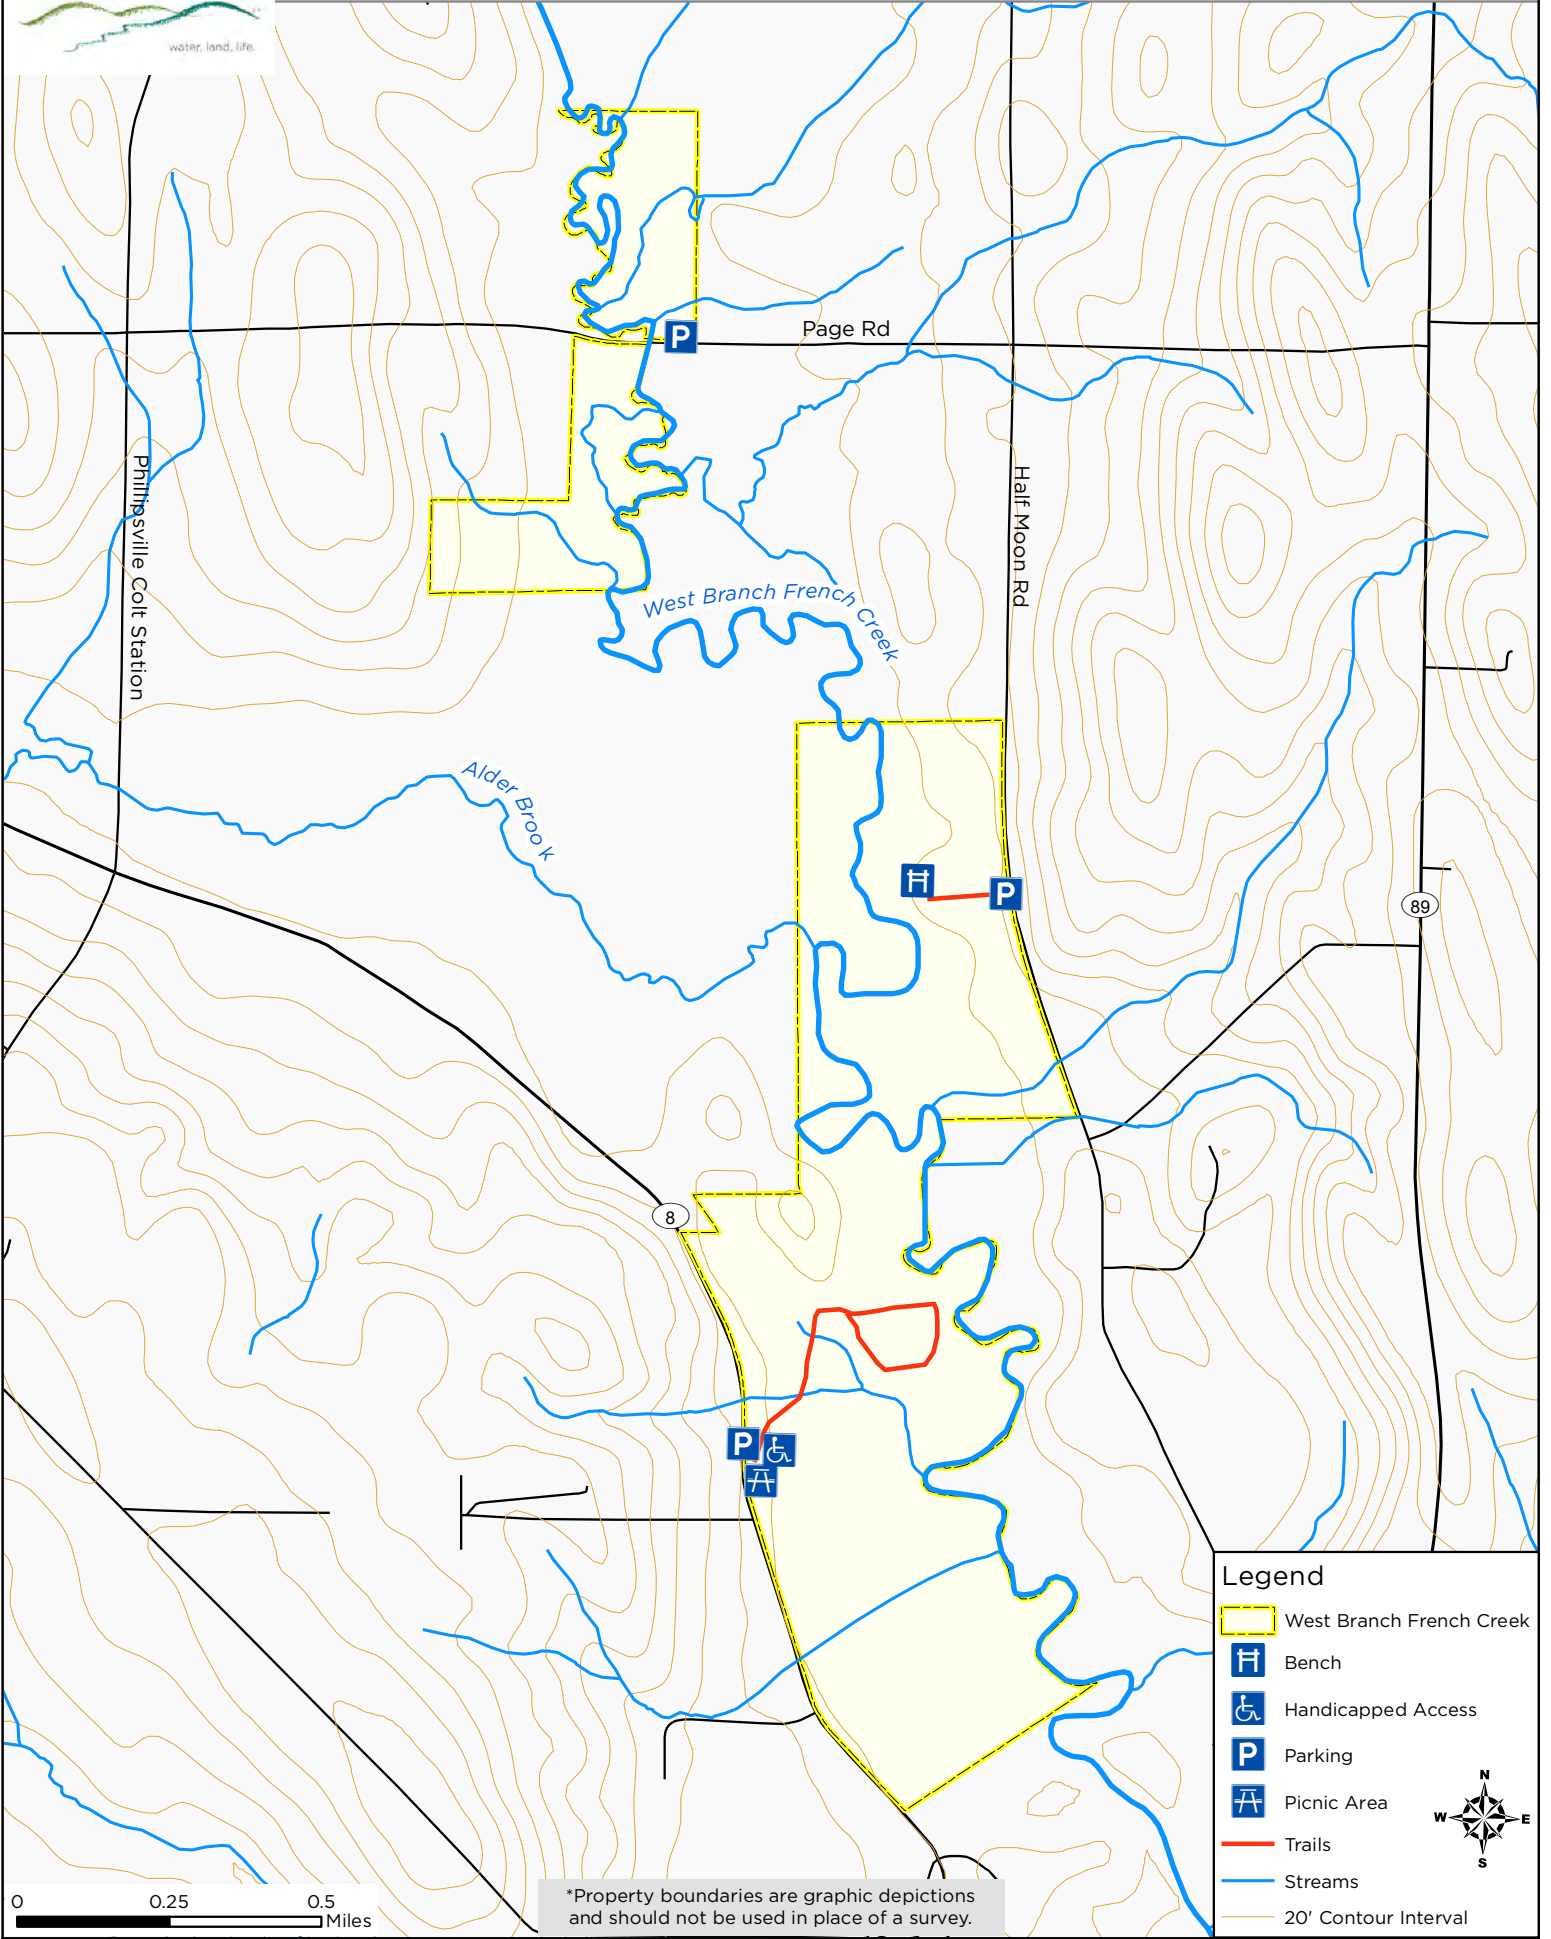 water, land, life.
Page Rd
Phillipsville Colt Station
Half Moon Rd
West Branch French Creek
Alder Brook
89
8
Legend
West Branch French Creek
Bench
Handicapped Access
P Parking
Picnic Area
Trails
Streams
20' Contour Interval
N
W E
S
P
P
P
0 0.25 0.5
Miles
*Property boundaries are graphic depictions
and should not be used in place of a survey.